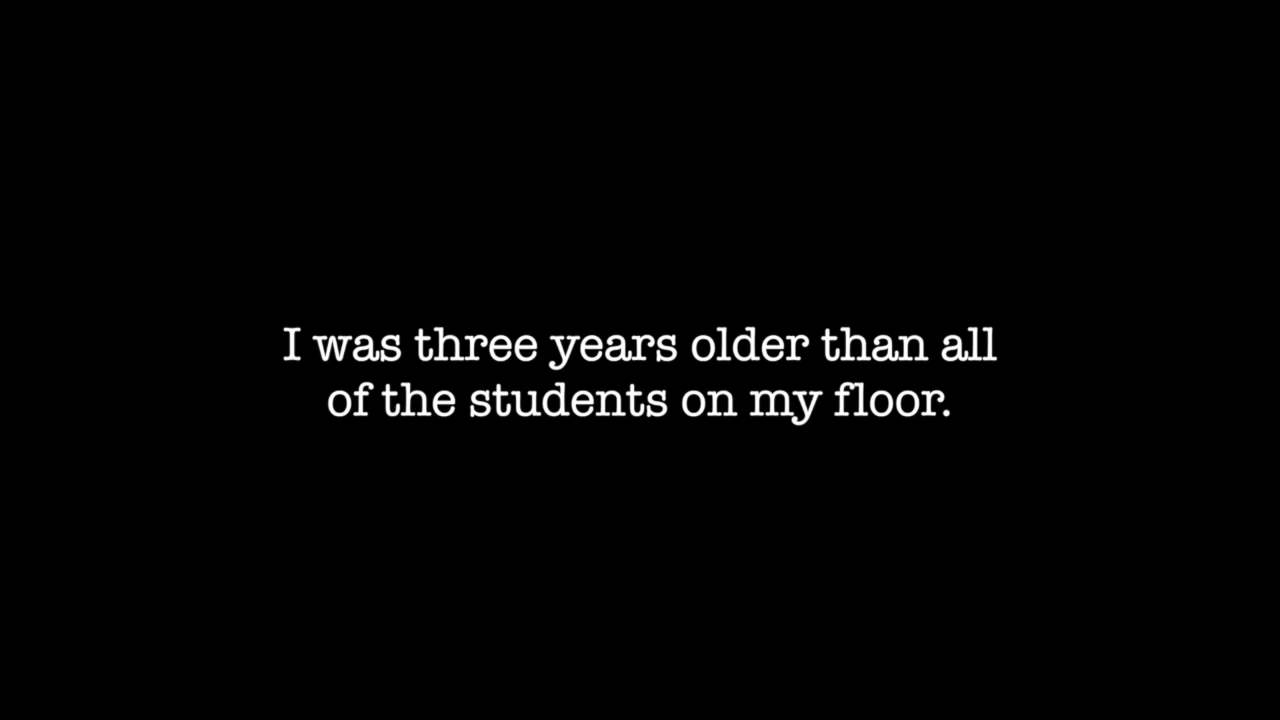 I was three years older than all
of the students on my floor.